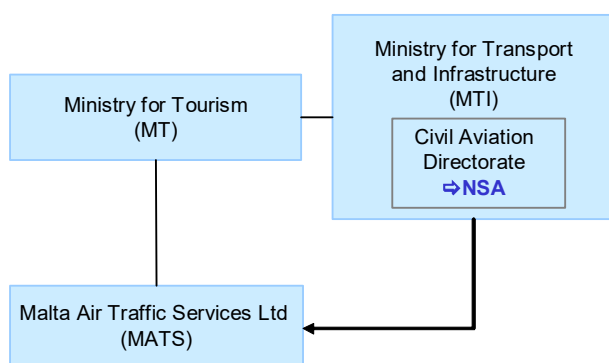 Ministry for Transport
and Infrastructure
(MTI)
Ministry for Tourism
(MT)
Civil Aviation
Directorate
⇨NSA
Malta Air Traffic Services Ltd
(MATS)